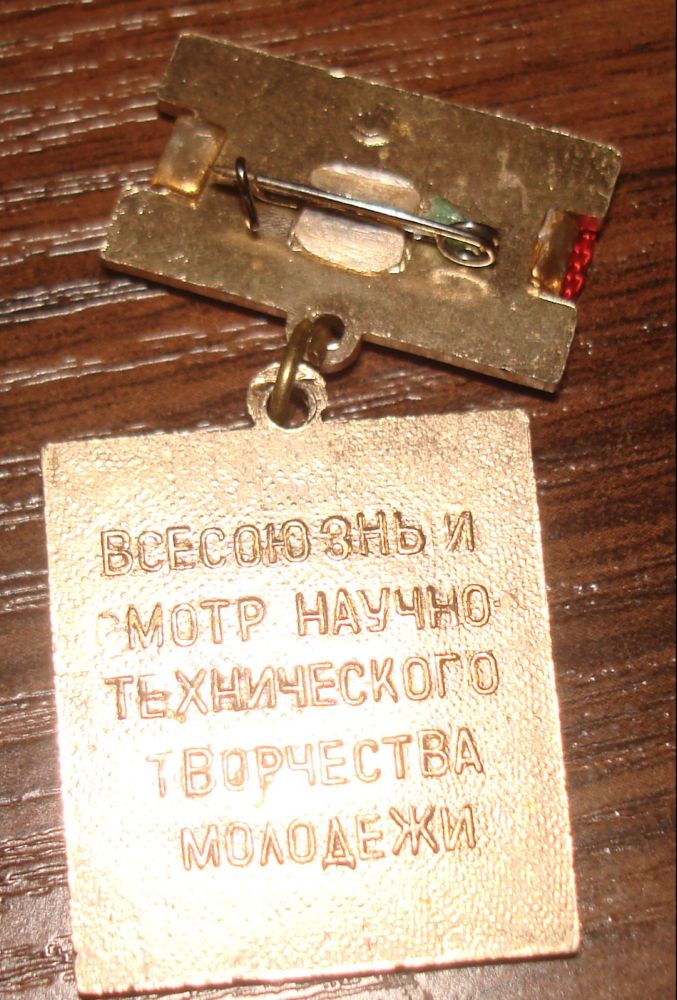 ВСЕСОЮЗНЫЙ
СМОТР НАУЧНО-
ТЕХНИЧЕСКОГО
ТВОРЧЕСТВА
МОЛОДЕЖИ